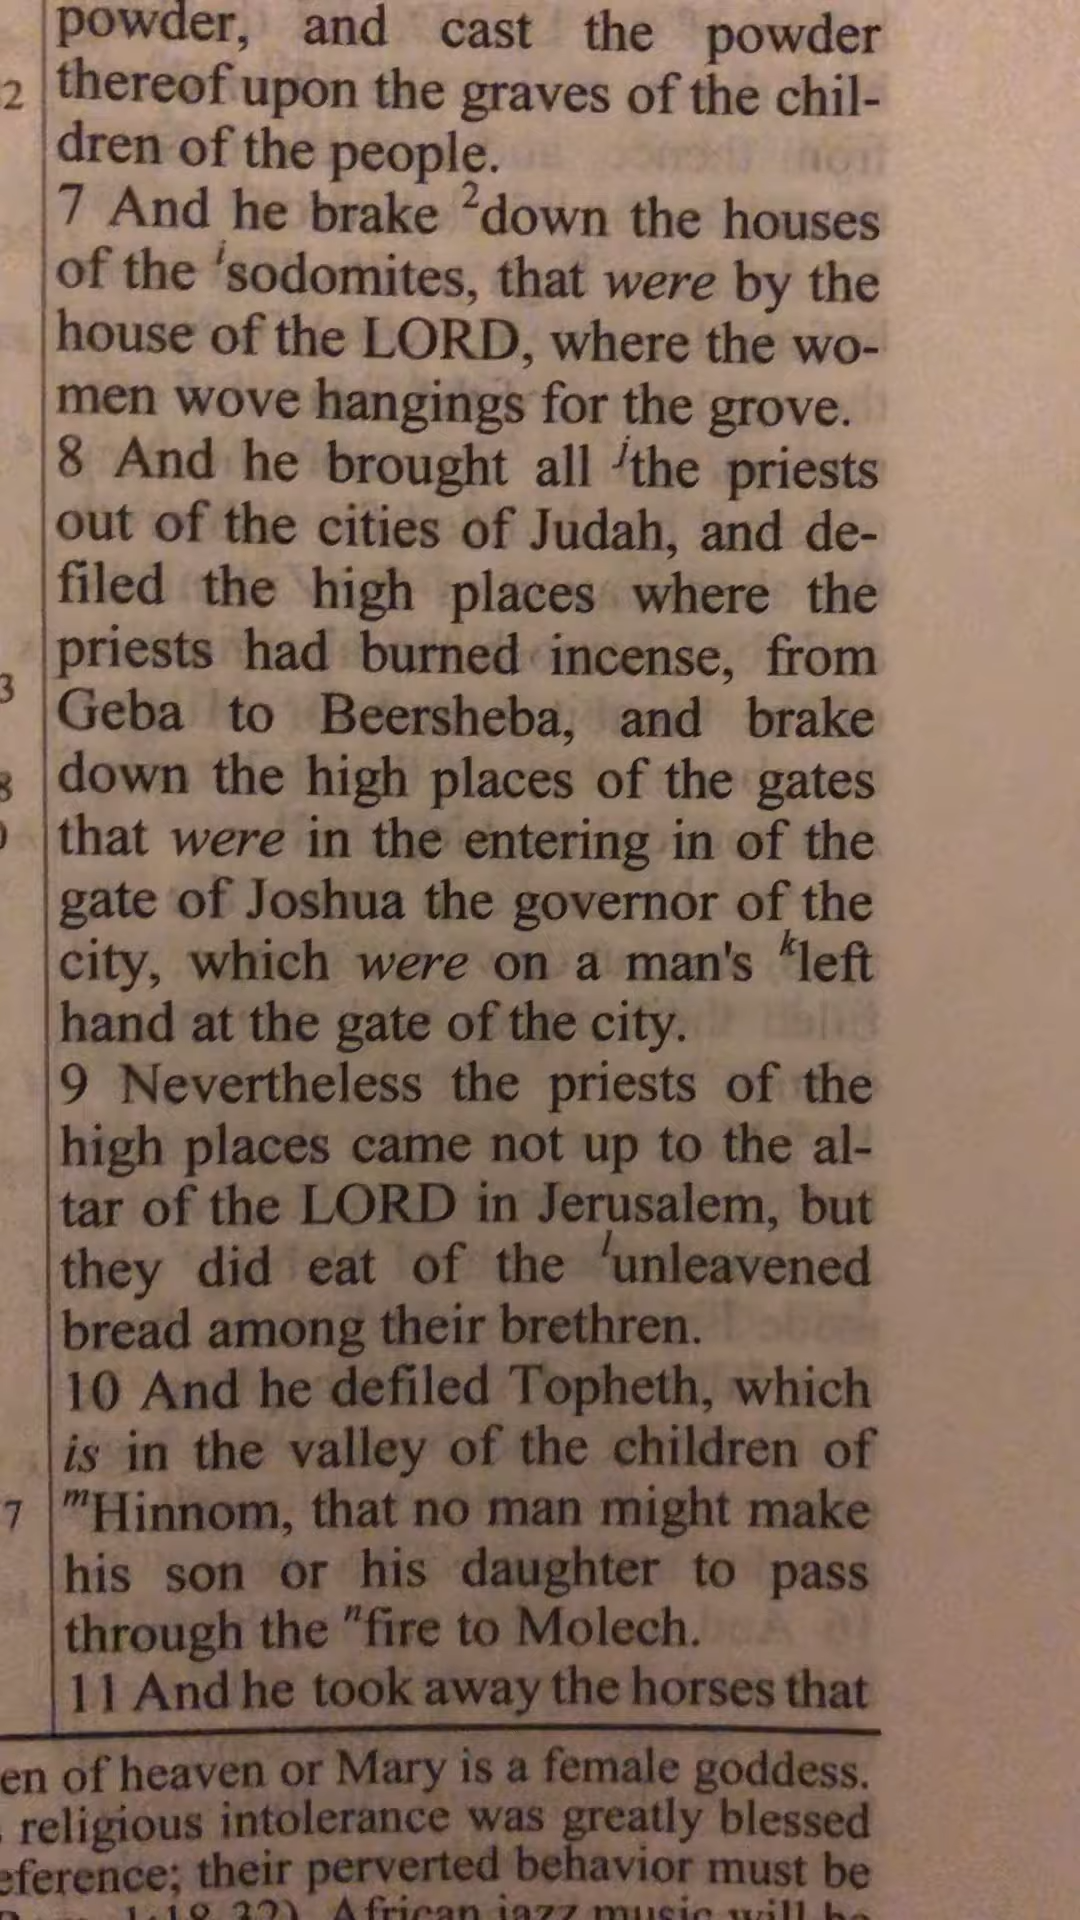 powder, and cast the powder
2 thereof upon the graves of the chil-
dren of the people.
7 And he brake ²down the houses
of the ⁱsodomites, that were by the
house of the LORD, where the wo-
men wove hangings for the grove.
8 And he brought all ʲthe priests
out of the cities of Judah, and de-
filed the high places where the
priests had burned incense, from
3
Geba to Beersheba, and brake
8 down the high places of the gates
that were in the entering in of the
gate of Joshua the governor of the
city, which were on a man's ᵏleft
hand at the gate of the city.
9 Nevertheless the priests of the
high places came not up to the al-
tar of the LORD in Jerusalem, but
they did eat of the ˡunleavened
bread among their brethren.
10 And he defiled Topheth, which
is in the valley of the children of
7 ᵐHinnom, that no man might make
his son or his daughter to pass
through the ⁿfire to Molech.
11 And he took away the horses that
en of heaven or Mary is a female goddess.
religious intolerance was greatly blessed
eference; their perverted behavior must be
1:18-32). African jazz music will be